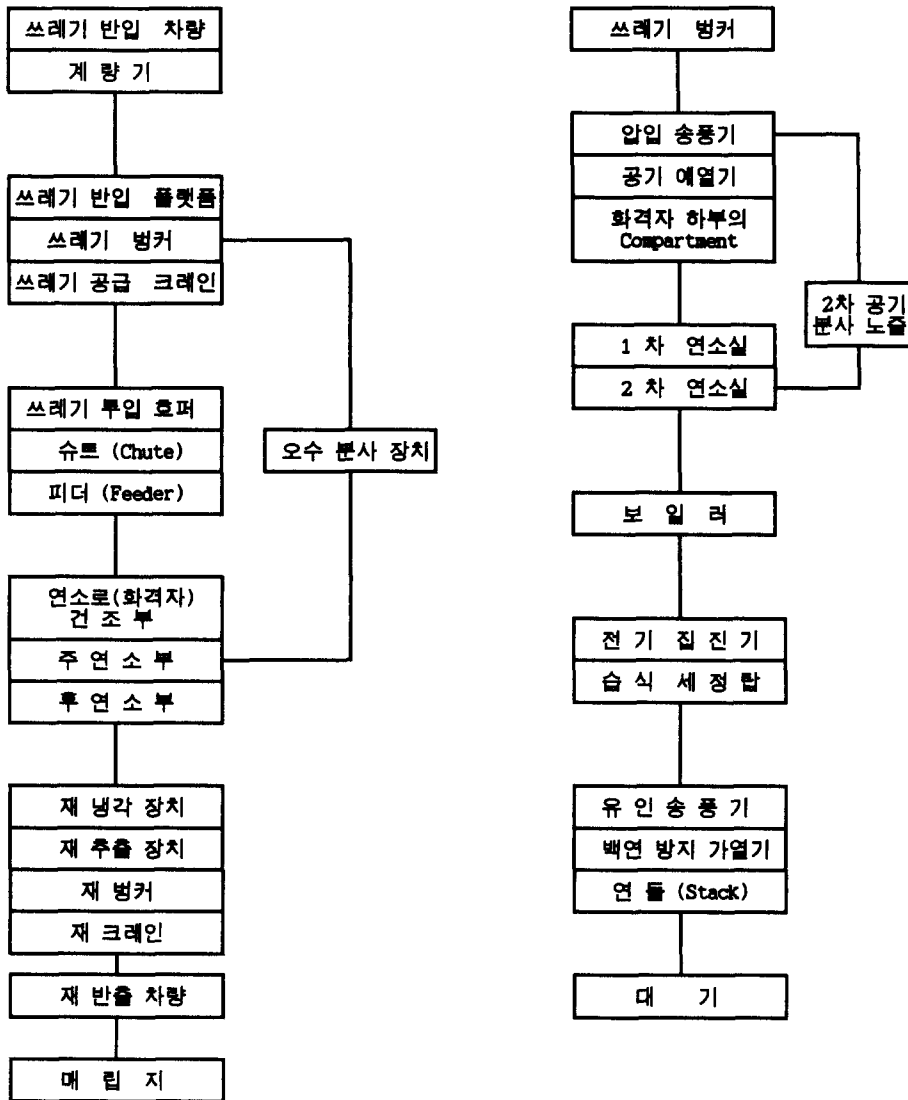 쓰레기 반입 차량
계 량 기
쓰레기 반입 플랫폼
쓰레기 벙커
쓰레기 공급 크레인
쓰레기 투입 호퍼
슈트 (Chute)
피더 (Feeder)
오수 분사 장치
연소로(화격자)
건 조 부
주 연 소 부
후 연 소 부
재 냉각 장치
재 추출 장치
재 벙커
재 크레인
재 반출 차량
매 립 지
쓰레기 벙커
압입 송풍기
공기 예열기
화격자 하부의
Compartment
2차 공기
분사 노즐
1 차 연소실
2 차 연소실
보 일 러
전 기 집 진 기
습 식 세 정 탑
유 인 송 풍 기
백연 방지 가열기
연 돌 (Stack)
대 기